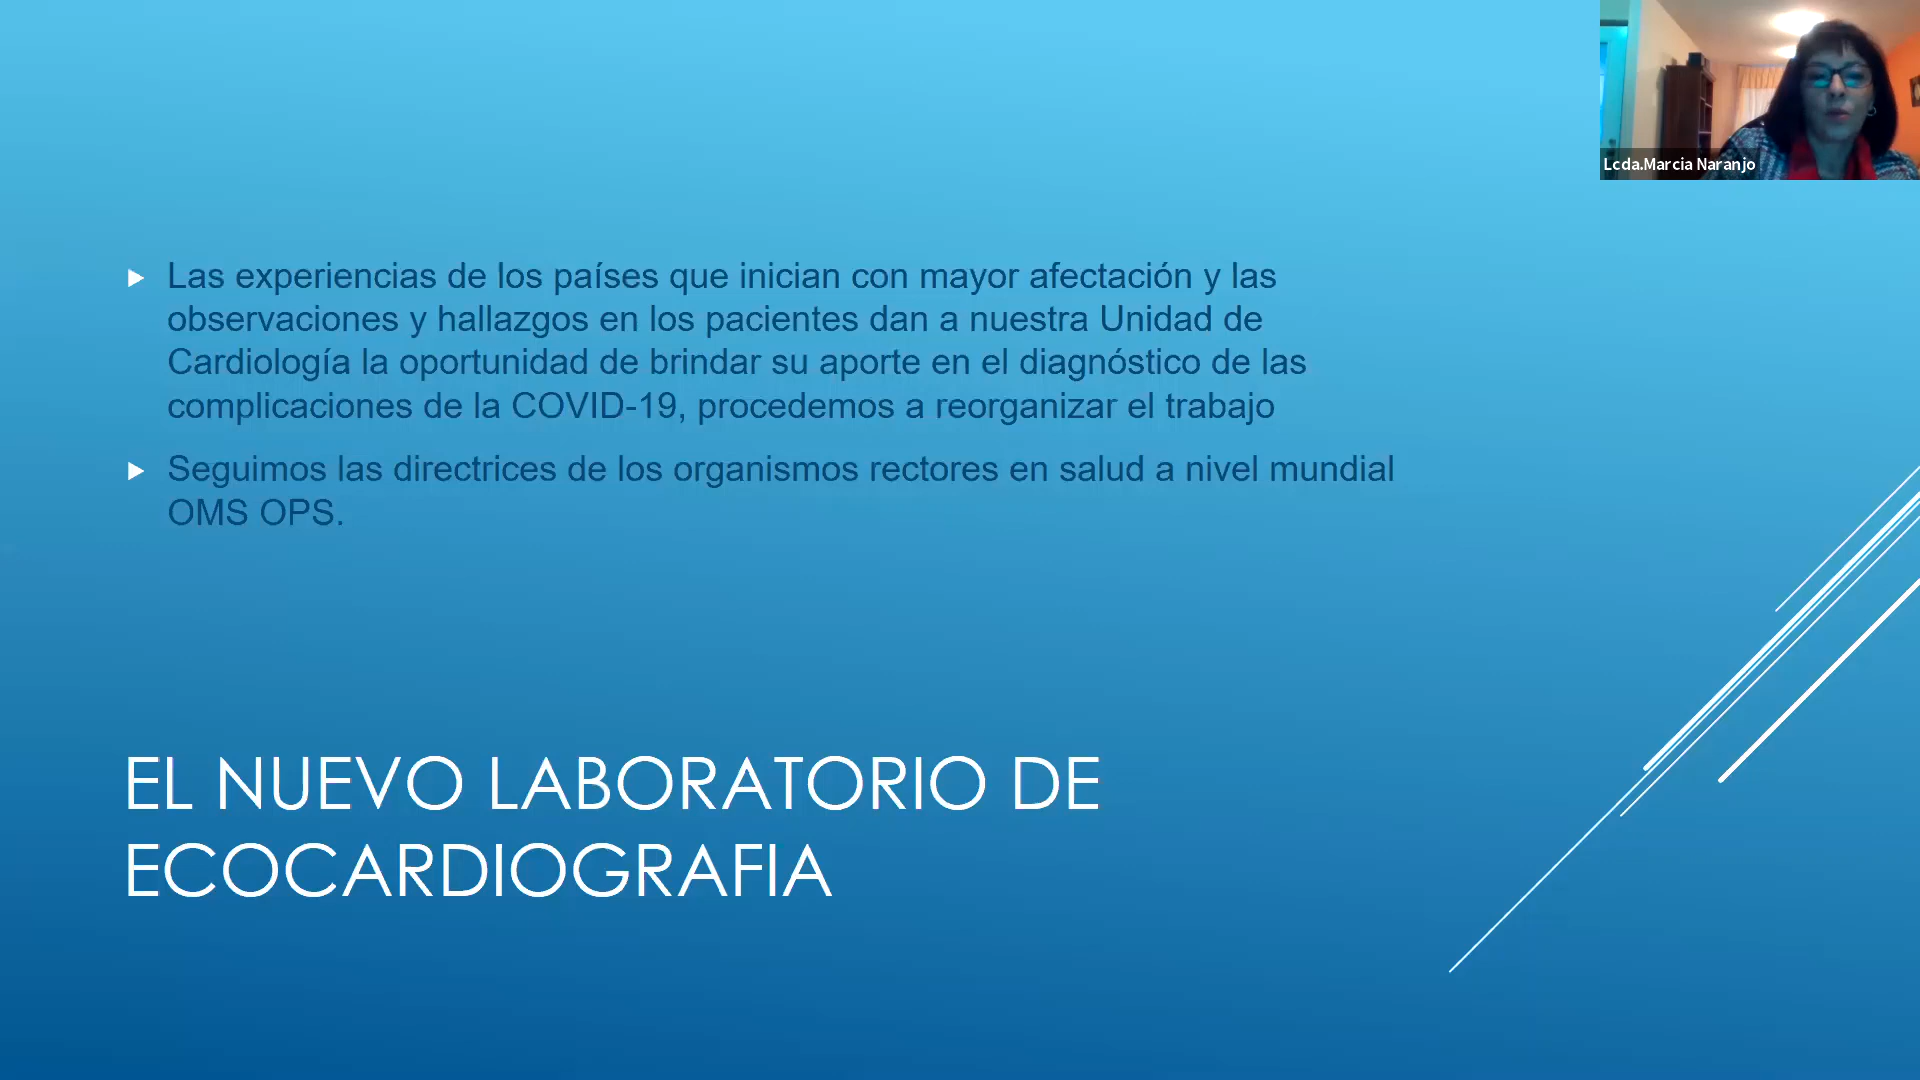 Lcda.Marcia Naranjo
Las experiencias de los países que inician con mayor afectación y las
observaciones y hallazgos en los pacientes dan a nuestra Unidad de
Cardiología la oportunidad de brindar su aporte en el diagnóstico de las
complicaciones de la COVID-19, procedemos a reorganizar el trabajo
Seguimos las directrices de los organismos rectores en salud a nivel mundial
OMS OPS.
EL NUEVO LABORATORIO DE
ECOCARDIOGRAFIA